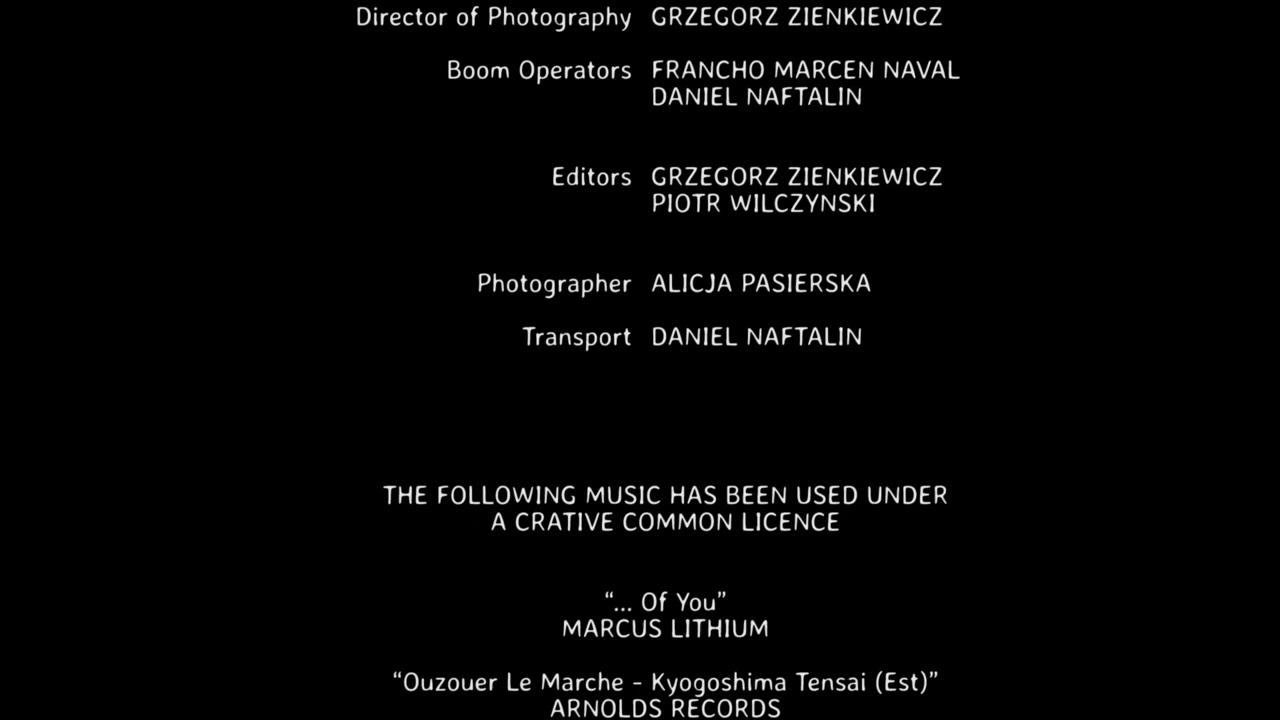 Director of Photography GRZEGORZ ZIENKIEWICZ
Boom Operators FRANCHO MARCEN NAVAL
DANIEL NAFTALIN
Editors GRZEGORZ ZIENKIEWICZ
PIOTR WILCZYNSKI
Photographer ALICJA PASIERSKA
Transport DANIEL NAFTALIN
THE FOLLOWING MUSIC HAS BEEN USED UNDER
A CRATIVE COMMON LICENCE
“... Of You”
MARCUS LITHIUM
“Ouzouer Le Marche - Kyogoshima Tensai (Est)”
ARNOLDS RECORDS